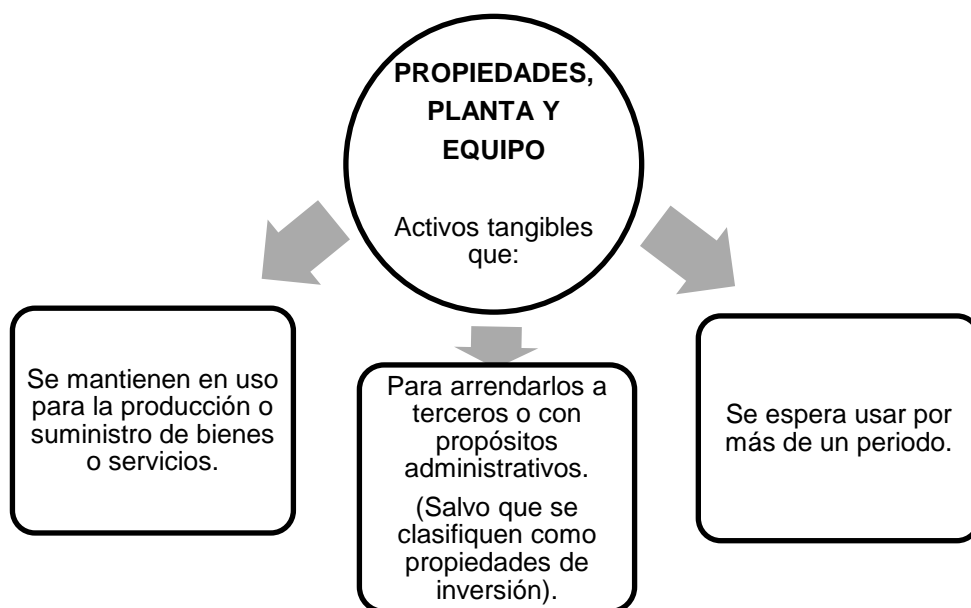 PROPIEDADES,
PLANTA Y
EQUIPO
Activos tangibles
que:
Se mantienen en uso
para la producción o
suministro de bienes
o servicios.
Para arrendarlos a
terceros o con
propósitos
administrativos.
(Salvo que se
clasifiquen como
propiedades de
inversión).
Se espera usar por
más de un periodo.